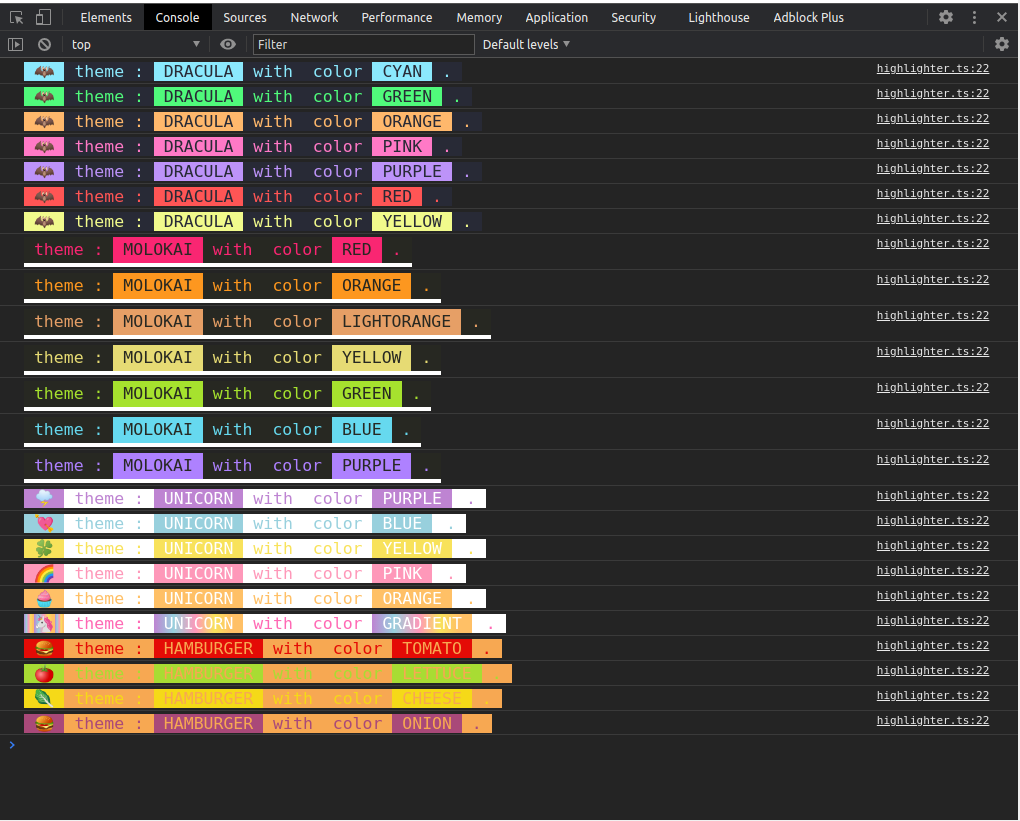 Elements Console Sources Network Performance Memory Application Security Lighthouse Adblock Plus
top Filter Default levels
theme : DRACULA with color CYAN . highlighter.ts:22
theme : DRACULA with color GREEN . highlighter.ts:22
theme : DRACULA with color ORANGE . highlighter.ts:22
theme : DRACULA with color PINK . highlighter.ts:22
theme : DRACULA with color PURPLE . highlighter.ts:22
theme : DRACULA with color RED . highlighter.ts:22
theme : DRACULA with color YELLOW . highlighter.ts:22
theme : MOLOKAI with color RED . highlighter.ts:22
theme : MOLOKAI with color ORANGE . highlighter.ts:22
theme : MOLOKAI with color LIGHTORANGE . highlighter.ts:22
theme : MOLOKAI with color YELLOW . highlighter.ts:22
theme : MOLOKAI with color GREEN . highlighter.ts:22
theme : MOLOKAI with color BLUE . highlighter.ts:22
theme : MOLOKAI with color PURPLE . highlighter.ts:22
theme : UNICORN with color PURPLE . highlighter.ts:22
theme : UNICORN with color BLUE . highlighter.ts:22
theme : UNICORN with color YELLOW . highlighter.ts:22
theme : UNICORN with color PINK . highlighter.ts:22
theme : UNICORN with color ORANGE . highlighter.ts:22
theme : UNICORN with color GRADIENT . highlighter.ts:22
theme : HAMBURGER with color TOMATO . highlighter.ts:22
theme : HAMBURGER with color LETTUCE . highlighter.ts:22
theme : HAMBURGER with color CHEESE . highlighter.ts:22
theme : HAMBURGER with color ONION . highlighter.ts:22